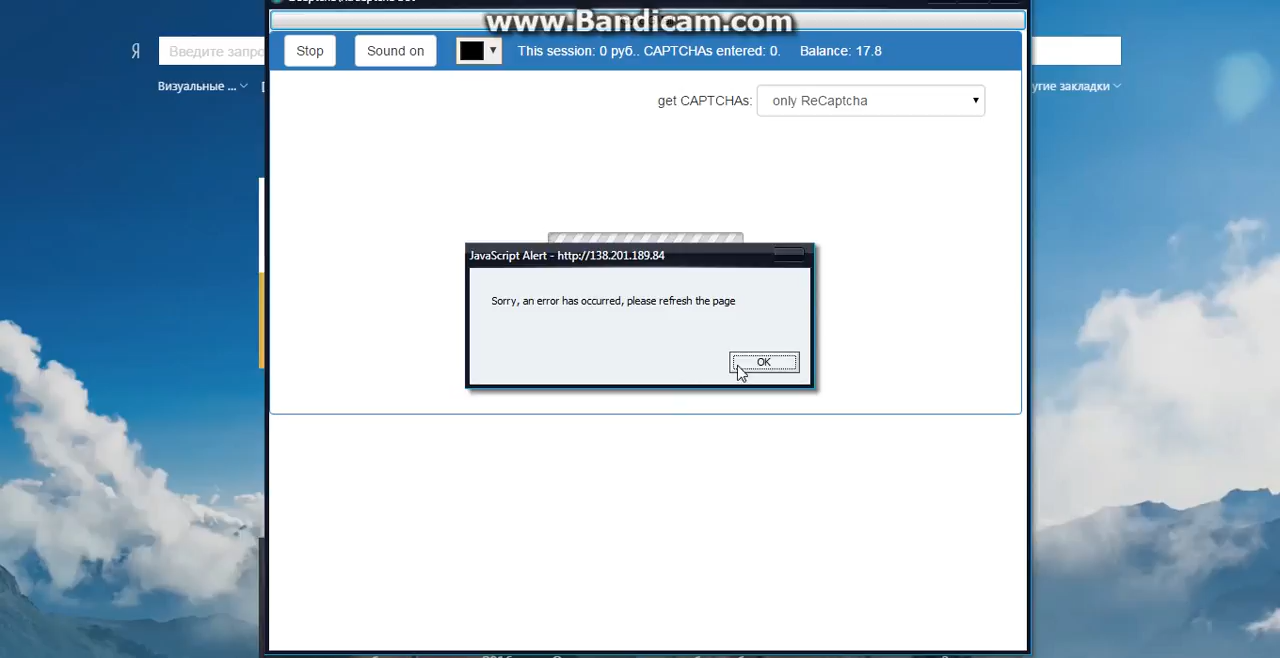 www.Bandicam.com
Я
Введите запро
Stop
Sound on
This session: 0 руб.. CAPTCHAs entered: 0.
Balance: 17.8
Визуальные ...
get CAPTCHAs:
only ReCaptcha
закладки
JavaScript Alert - http://138.201.189.84
Sorry, an error has occurred, please refresh the page
OK